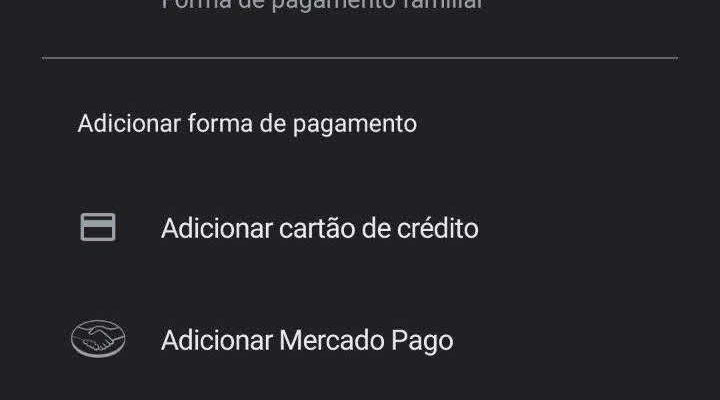 Forma de pagamento familiar
Adicionar forma de pagamento
Adicionar cartão de crédito
Adicionar Mercado Pago